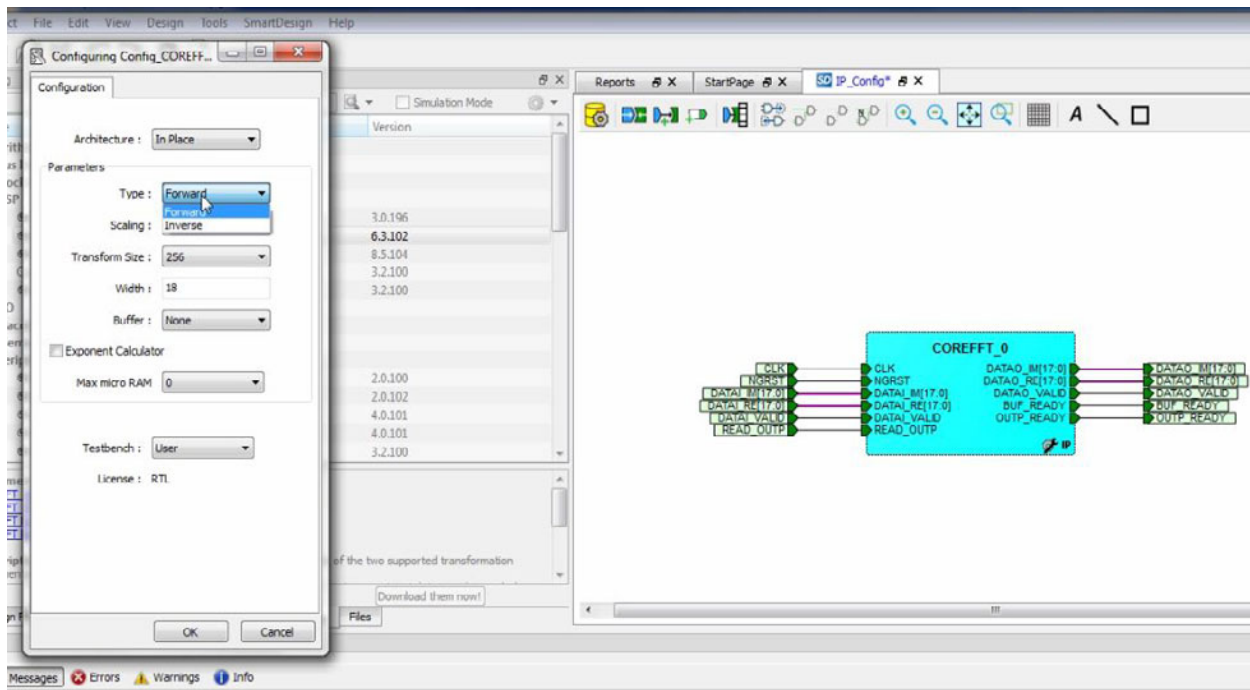 ct File Edit View Design Tools SmartDesign Help
Configuring Config_COREFF...
Configuration
Architecture : In Place
Parameters
Type : Forward
Forward
Inverse
Scaling :
Transform Size : 256
Width : 18
Buffer : None
Exponent Calculator
Max micro RAM 0
Testbench : User
License : RTL
OK Cancel
Simulation Mode
Version
3.0.196
6.3.102
8.5.104
3.2.100
3.2.100
2.0.100
2.0.102
4.0.101
4.0.101
3.2.100
of the two supported transformation
Download them now!
Files
Reports StartPage IP_Config*
A
COREFFT_0
CLK CLK DATAO_IM[17:0] DATAO_IM[17:0]
NGRST NGRST DATAO_RE[17:0] DATAO_RE[17:0]
DATAI_IM[17:0] DATAI_IM[17:0] DATAO_VALID DATAO_VALID
DATAI_RE[17:0] DATAI_RE[17:0] BUF_READY BUF_READY
DATAI_VALID DATAI_VALID OUTP_READY OUTP_READY
READ_OUTP READ_OUTP
IP
Messages Errors Warnings Info